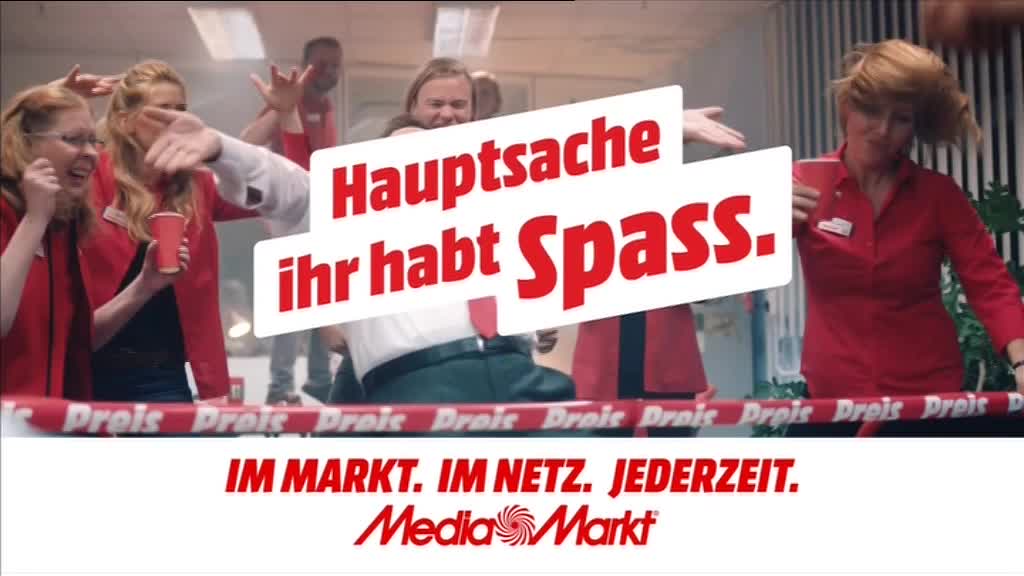 Hauptsache
ihr habt Spass.
Preis Preis Preis Preis Preis Preis Preis Preis Preis
IM MARKT. IM NETZ. JEDERZEIT.
MediaMarkt